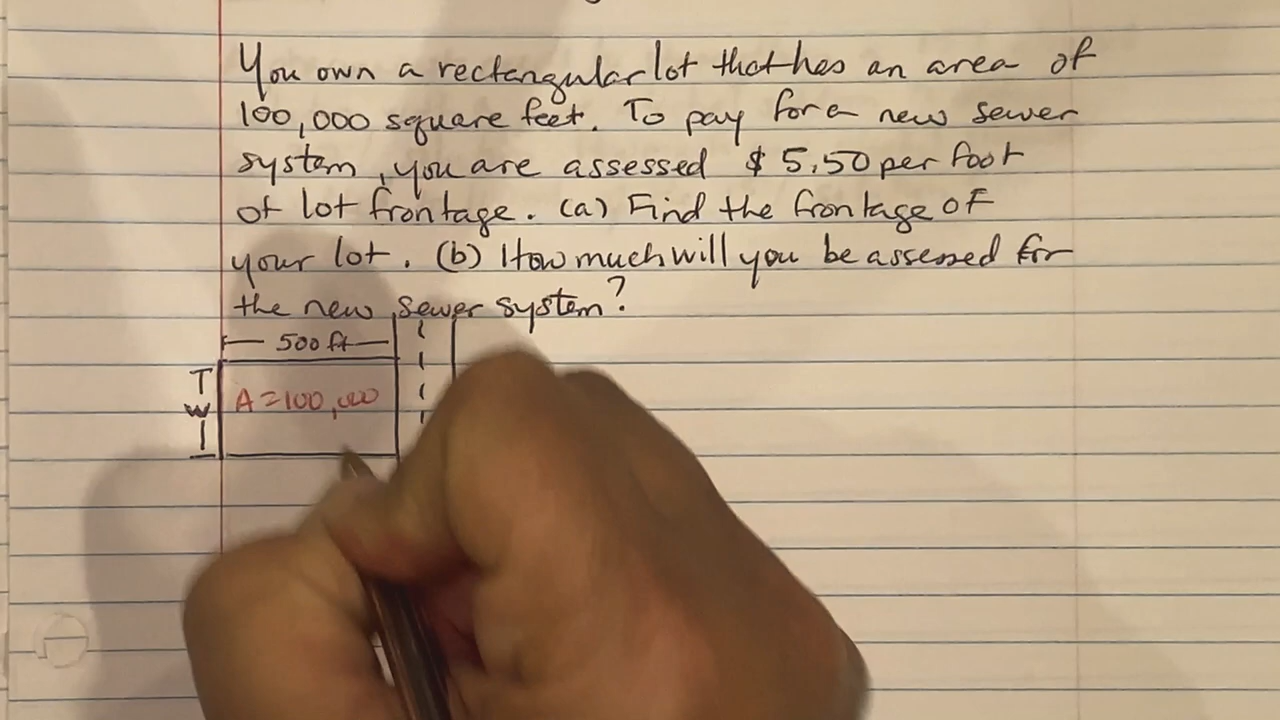 You own a rectangular lot that has an area of
100,000 square feet. To pay for a new sewer
system, you are assessed $5.50 per foot
of lot frontage. (a) Find the frontage of
your lot. (b) How much will you be assessed for
the new sewer system?
500 ft
A=100,000
W